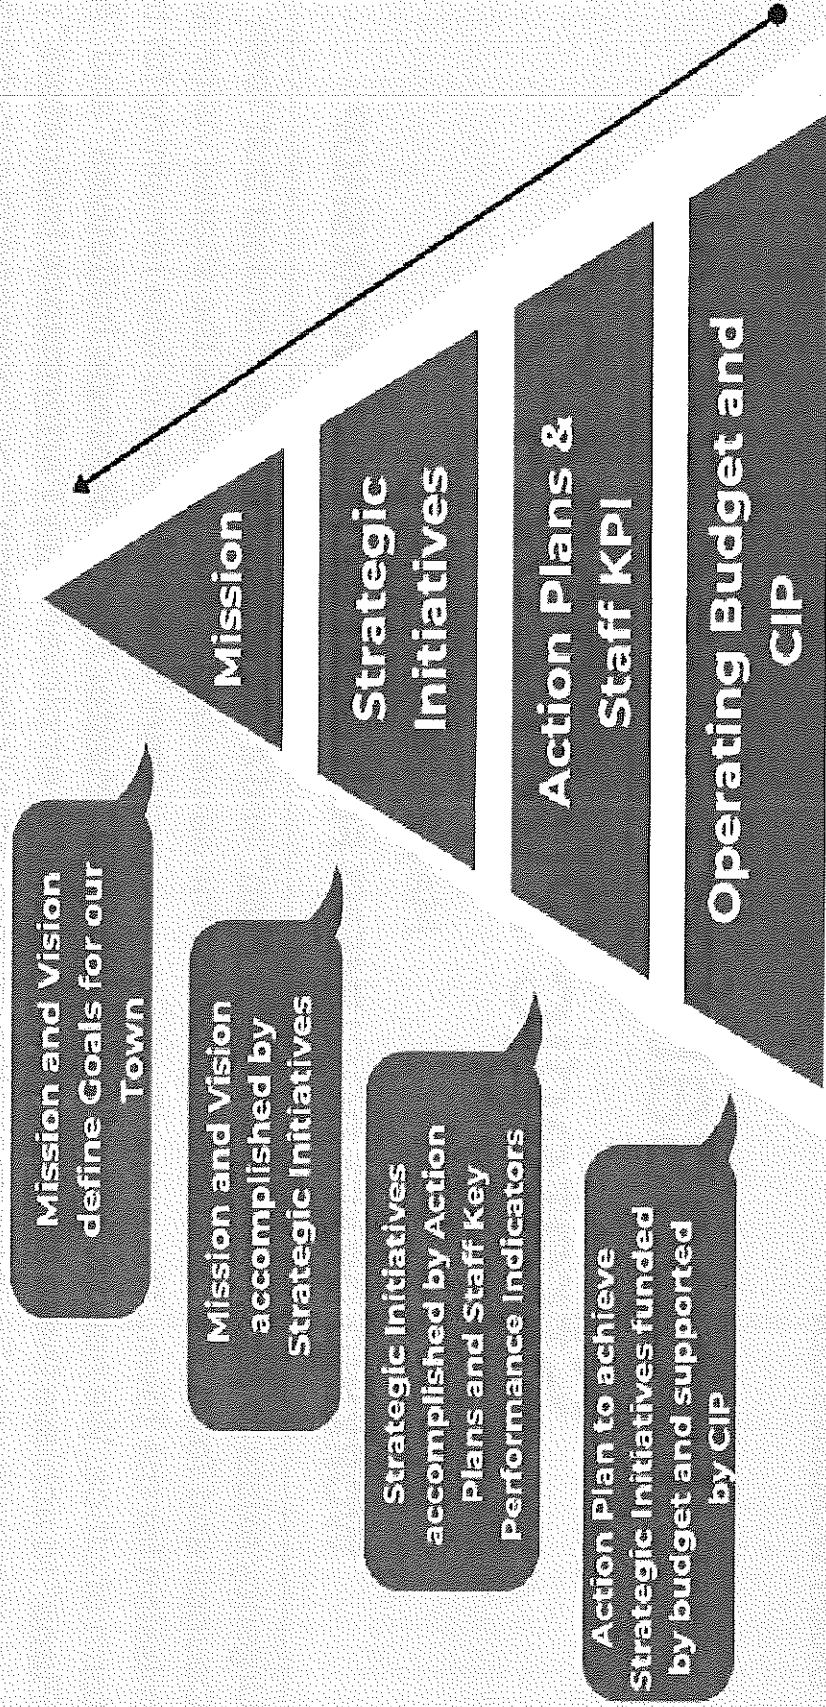 Mission and Vision
define Goals for our
Town
Mission and Vision
accomplished by
Strategic Initiatives
Strategic Initiatives
accomplished by Action
Plans and Staff Key
Performance Indicators
Action Plan to achieve
Strategic Initiatives funded
by budget and supported
by CIP
Mission
Strategic
Initiatives
Action Plans &
Staff KPI
Operating Budget and
CIP